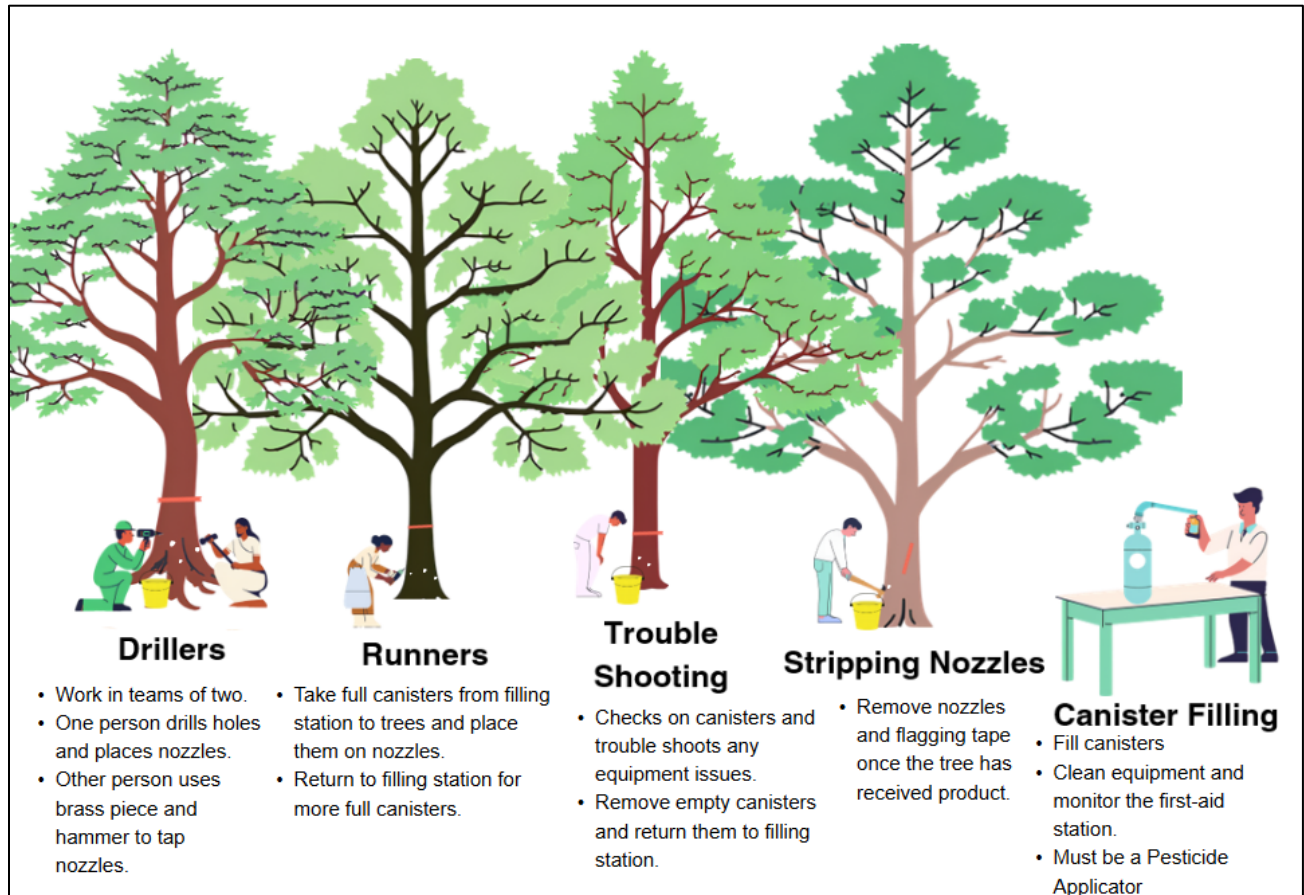 Drillers
• Work in teams of two.
• One person drills holes
and places nozzles.
• Other person uses
brass piece and
hammer to tap
nozzles.
Runners
• Take full canisters from filling
station to trees and place
them on nozzles.
• Return to filling station for
more full canisters.
Trouble
Shooting
• Checks on canisters and
trouble shoots any
equipment issues.
• Remove empty canisters
and return them to filling
station.
Stripping Nozzles
• Remove nozzles
and flagging tape
once the tree has
received product.
Canister Filling
• Fill canisters
• Clean equipment and
monitor the first-aid
station.
• Must be a Pesticide
Applicator